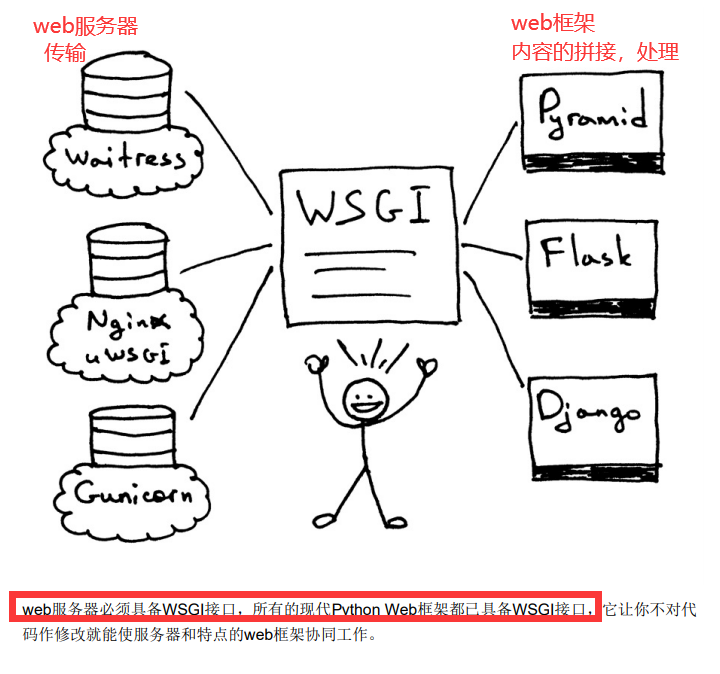 web服务器
传输
web框架
内容的拼接，处理
Waitress
Nginx
uWSGI
Gunicorn
WSGI
Pyramid
Flask
Django
web服务器必须具备WSGI接口，所有的现代Python Web框架都已具备WSGI接口，它让你不对代
码作修改就能使服务器和特点的web框架协同工作。